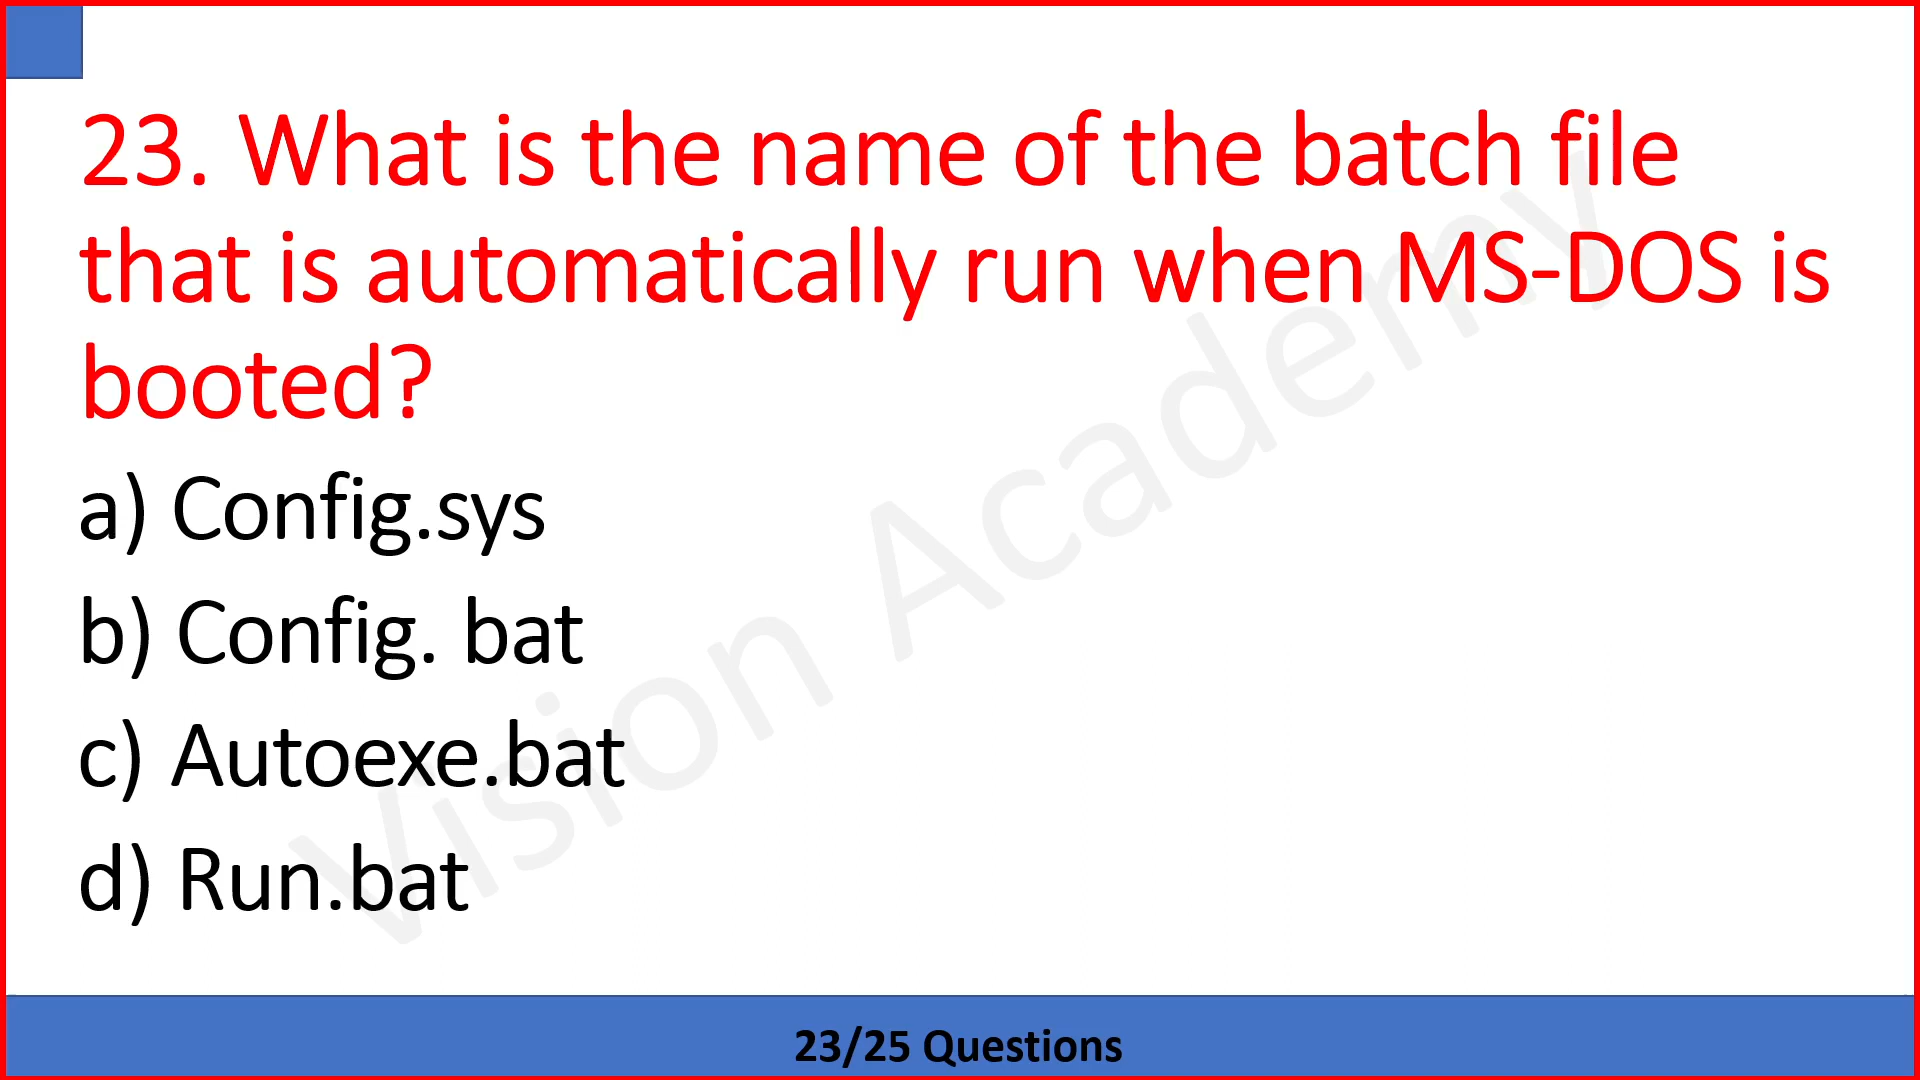 23. What is the name of the batch file
that is automatically run when MS-DOS is
booted?
a) Config.sys
b) Config. bat
c) Autoexe.bat
d) Run.bat
Vision Academy
23/25 Questions